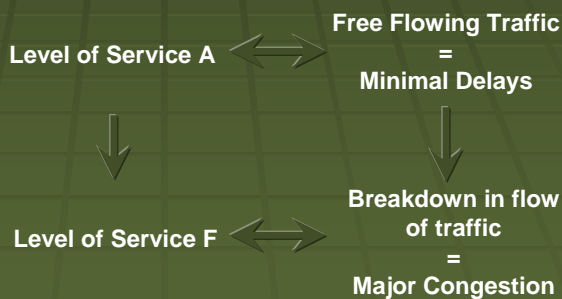 Level of Service A
Free Flowing Traffic
=
Minimal Delays
Level of Service F
Breakdown in flow
of traffic
=
Major Congestion